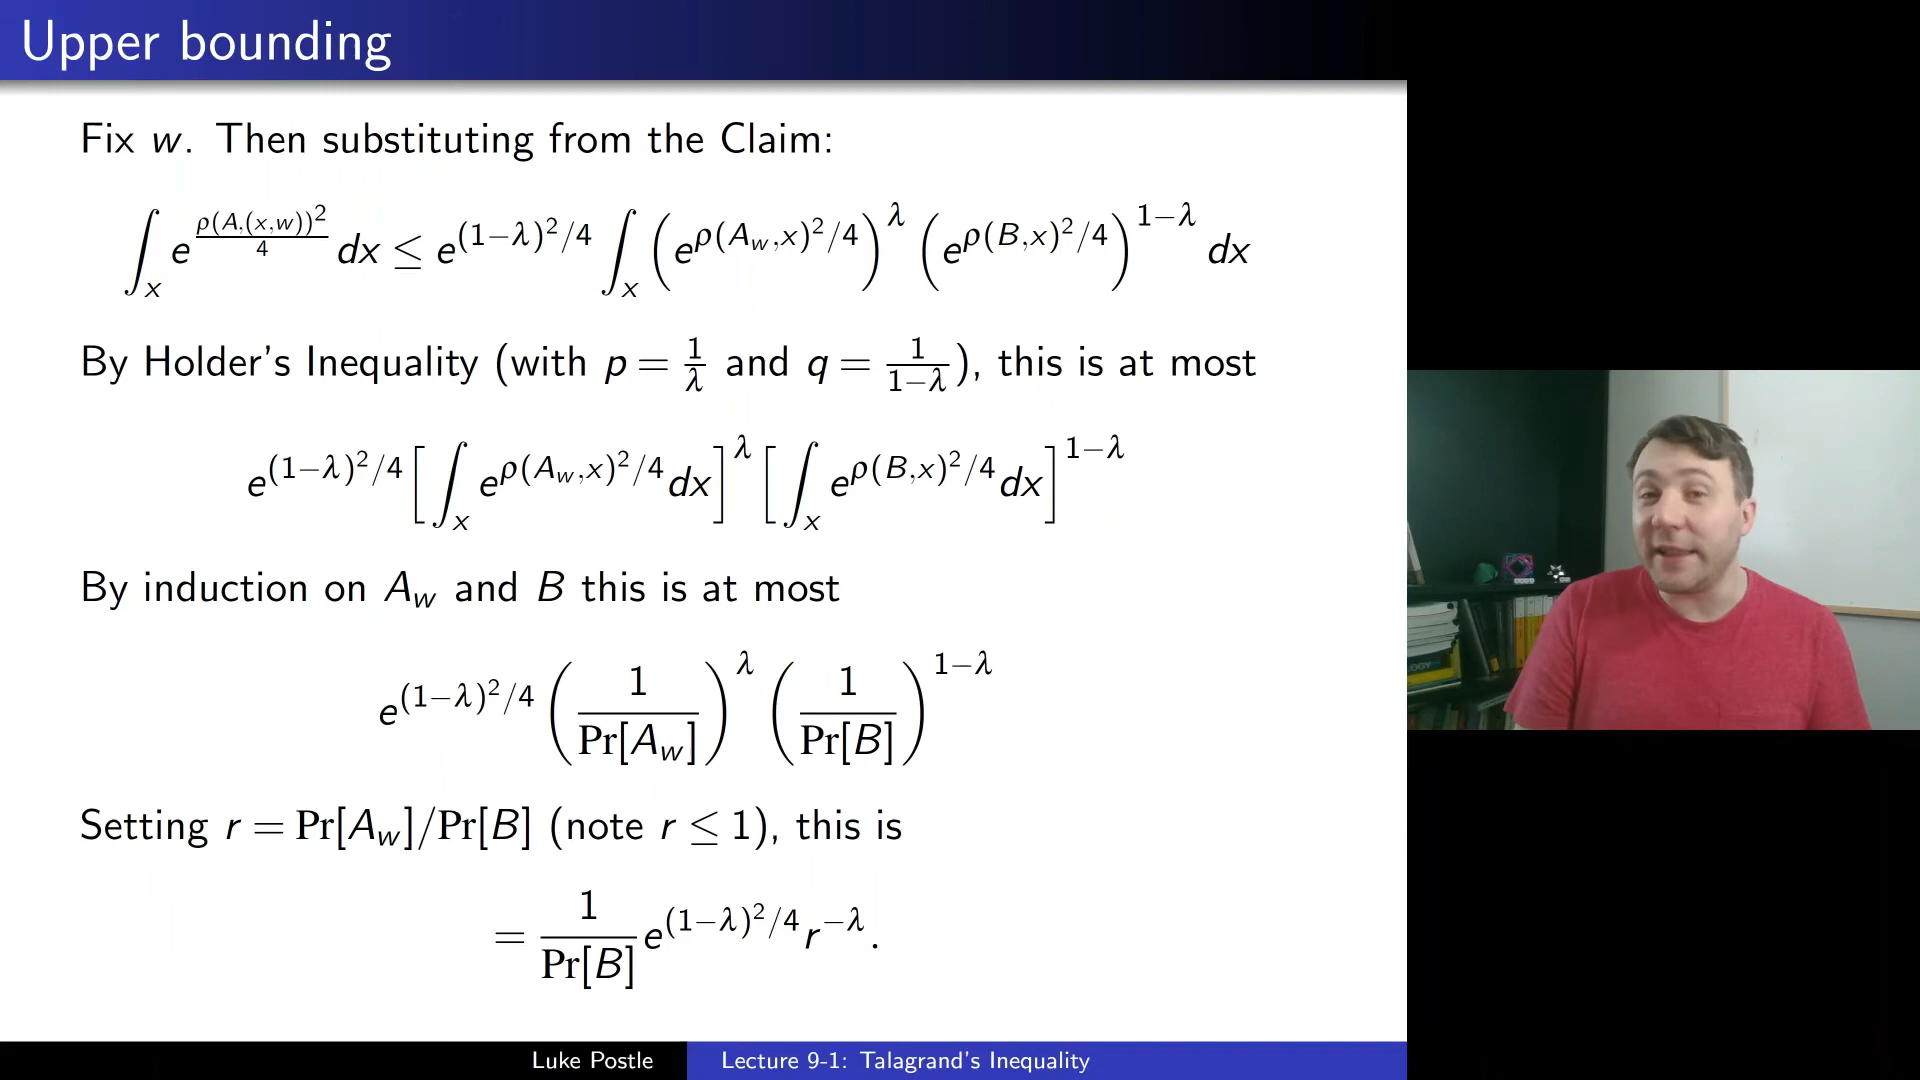 Upper bounding
Fix w. Then substituting from the Claim:
∫_x e^{ρ(A,(x,w))²/4} dx ≤ e^{(1−λ)²/4} ∫_x (e^{ρ(A_w,x)²/4})^λ (e^{ρ(B,x)²/4})^{1−λ} dx
By Holder's Inequality (with p = 1/λ and q = 1/(1−λ)), this is at most
e^{(1−λ)²/4} [∫_x e^{ρ(A_w,x)²/4} dx]^λ [∫_x e^{ρ(B,x)²/4} dx]^{1−λ}
By induction on A_w and B this is at most
e^{(1−λ)²/4} (1/Pr[A_w])^λ (1/Pr[B])^{1−λ}
Setting r = Pr[A_w]/Pr[B] (note r ≤ 1), this is
= 1/Pr[B] e^{(1−λ)²/4} r^{−λ}.
Luke Postle Lecture 9-1: Talagrand's Inequality